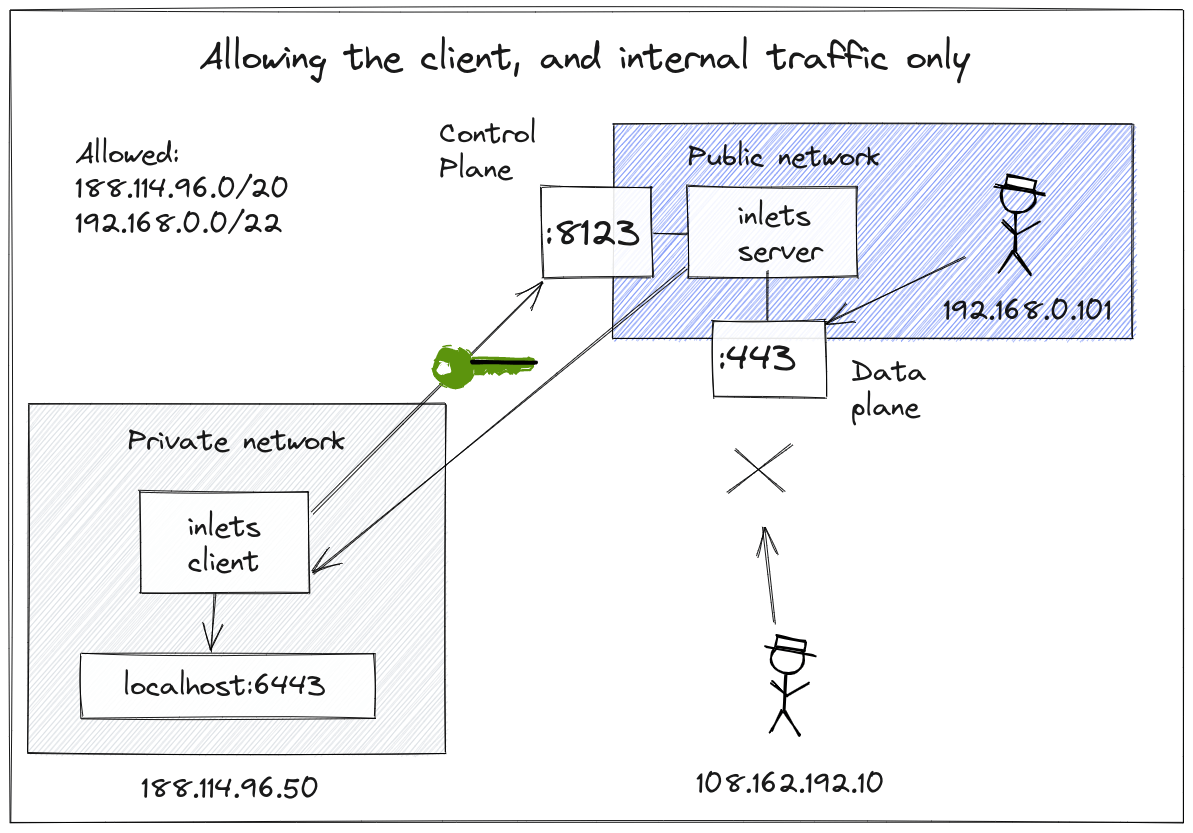 Allowing the client, and internal traffic only
Allowed:
188.114.96.0/20
192.168.0.0/22
Control
Plane
:8123
Public network
inlets
server
192.168.0.101
:443
Data
plane
Private network
inlets
client
localhost:6443
188.114.96.50
108.162.192.10